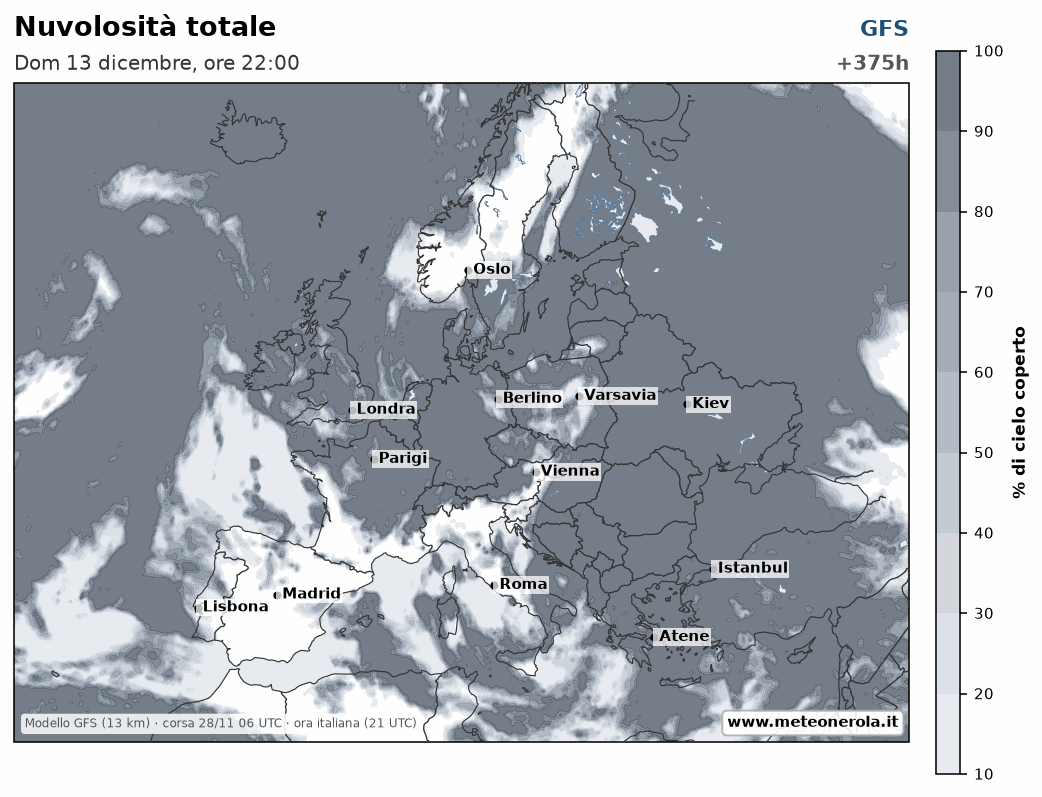 Nuvolosità totale
GFS
Dom 13 dicembre, ore 22:00
+375h
100
90
80
70
60
50
40
30
20
10
% di cielo coperto
Oslo
Londra
Berlino
Varsavia
Kiev
Parigi
Vienna
Istanbul
Roma
Madrid
Lisbona
Atene
Modello GFS (13 km) · corsa 28/11 06 UTC · ora italiana (21 UTC)
www.meteonerola.it